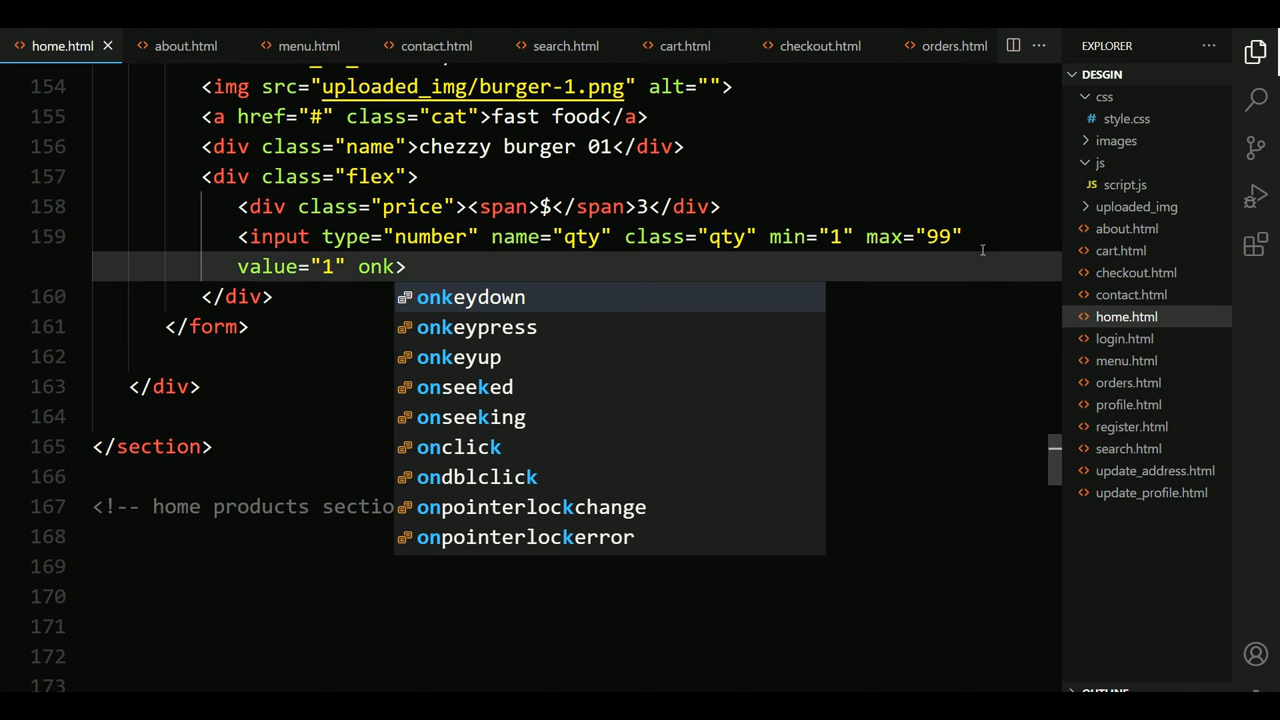 home.html
about.html
menu.html
contact.html
search.html
cart.html
checkout.html
orders.html
EXPLORER
154 <img src="uploaded_img/burger-1.png" alt="">
155 <a href="#" class="cat">fast food</a>
156 <div class="name">chezzy burger 01</div>
157 <div class="flex">
158 <div class="price"><span>$</span>3</div>
159 <input type="number" name="qty" class="qty" min="1" max="99"
value="1" onk>
160 </div>
161 </form>
162
163 </div>
164
165 </section>
166
167 <!-- home products sectio
168
169
170
171
172
173
onkeydown
onkeypress
onkeyup
onseeked
onseeking
onclick
ondblclick
onpointerlockchange
onpointerlockerror
DESGIN
css
# style.css
images
js
JS script.js
uploaded_img
about.html
cart.html
checkout.html
contact.html
home.html
login.html
menu.html
orders.html
profile.html
register.html
search.html
update_address.html
update_profile.html
OUTLINE